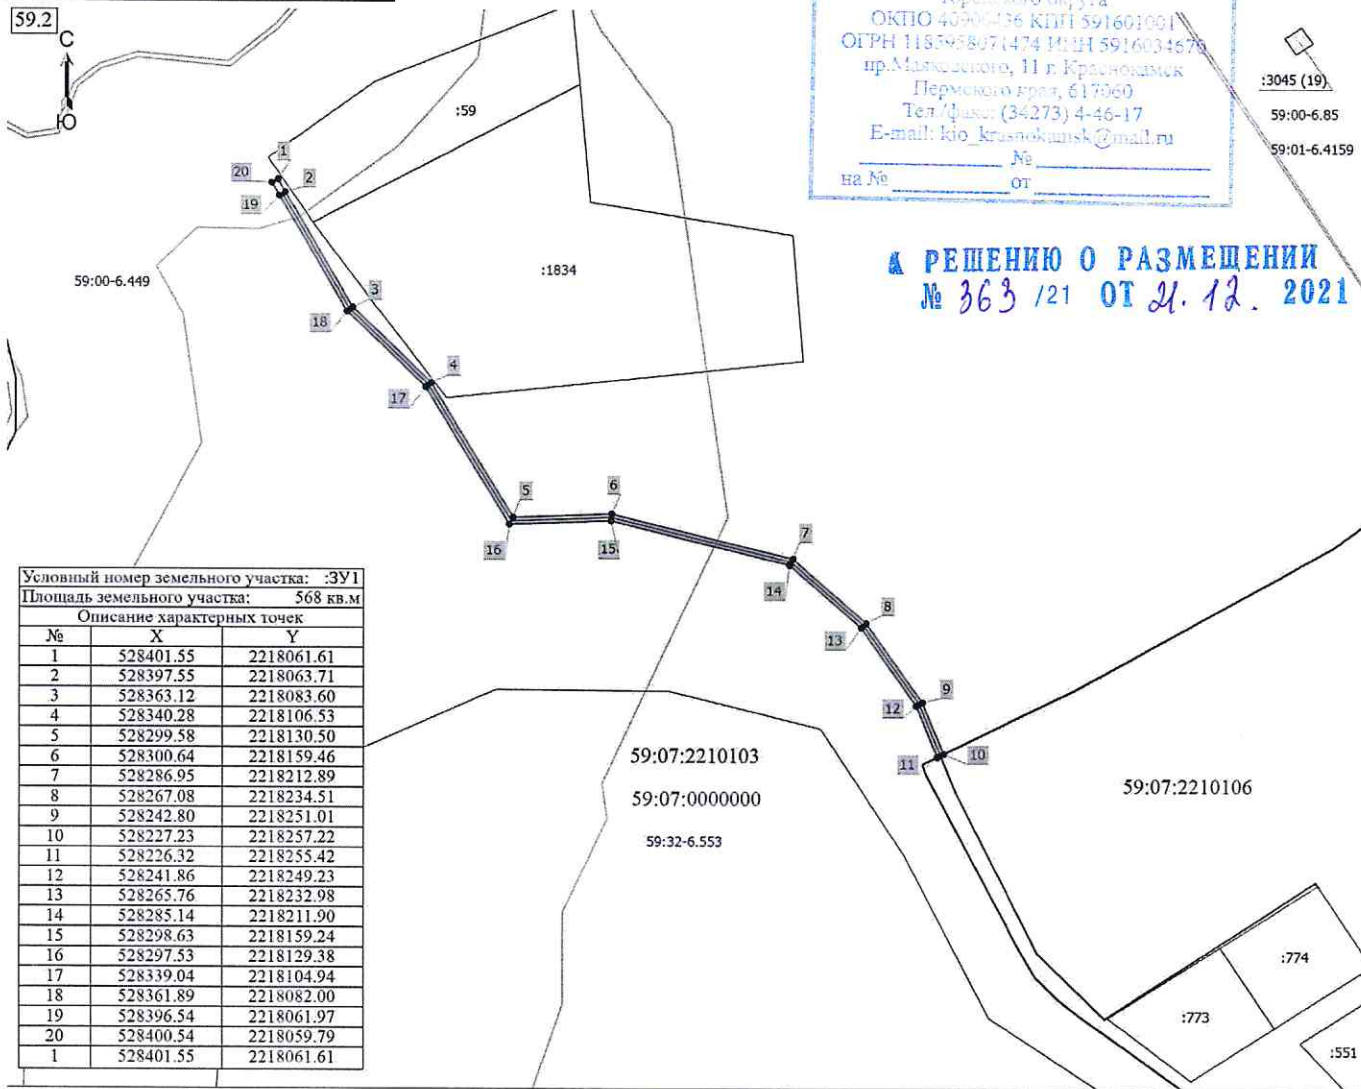 59.2
С
Ю
ОКПО КПП 591601001
ОГРН 1185958071474 ИНН 5916034670
пр.Маяковского, 11 г. Краснокамск
Пермского края, 617060
Тел./факс: (34273) 4-46-17
E-mail: kio_krasnokamsk@mail.ru
№
на № от
:3045 (19)
59:00-6.85
59:01-6.4159
РЕШЕНИЮ О РАЗМЕЩЕНИИ
№ 363 /21 ОТ 21. 12. 2021
:59
1
20
2
19
59:00-6.449
:1834
3
18
4
17
5
6
16
15
7
14
8
13
9
12
10
11
59:07:2210103
59:07:0000000
59:32-6.553
59:07:2210106
:774
:773
:551
Условный номер земельного участка: :ЗУ1
Площадь земельного участка: 568 кв.м
Описание характерных точек
№ X Y
1 528401.55 2218061.61
2 528397.55 2218063.71
3 528363.12 2218083.60
4 528340.28 2218106.53
5 528299.58 2218130.50
6 528300.64 2218159.46
7 528286.95 2218212.89
8 528267.08 2218234.51
9 528242.80 2218251.01
10 528227.23 2218257.22
11 528226.32 2218255.42
12 528241.86 2218249.23
13 528265.76 2218232.98
14 528285.14 2218211.90
15 528298.63 2218159.24
16 528297.53 2218129.38
17 528339.04 2218104.94
18 528361.89 2218082.00
19 528396.54 2218061.97
20 528400.54 2218059.79
1 528401.55 2218061.61